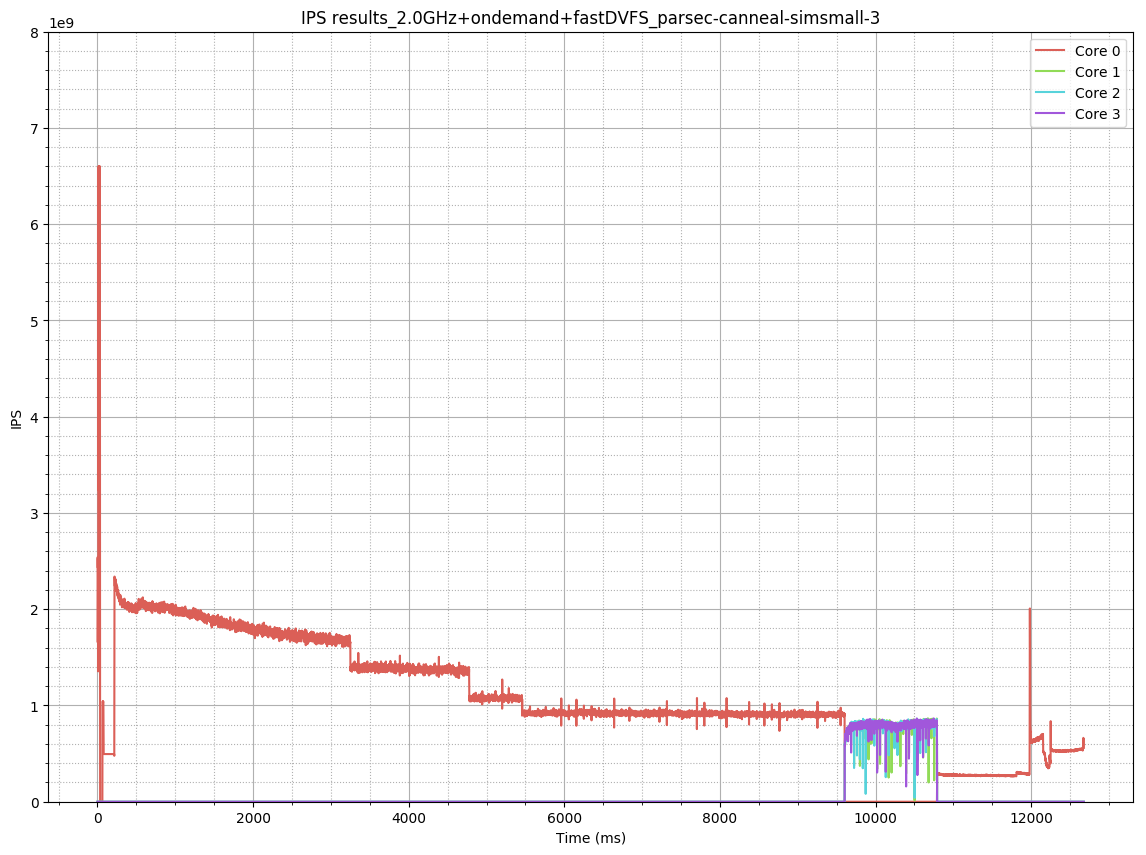 IPS results_2.0GHz+ondemand+fastDVFS_parsec-canneal-simsmall-3
1e9
8
7
6
5
4
3
2
1
0
IPS
Core 0
Core 1
Core 2
Core 3
0 2000 4000 6000 8000 10000 12000
Time (ms)